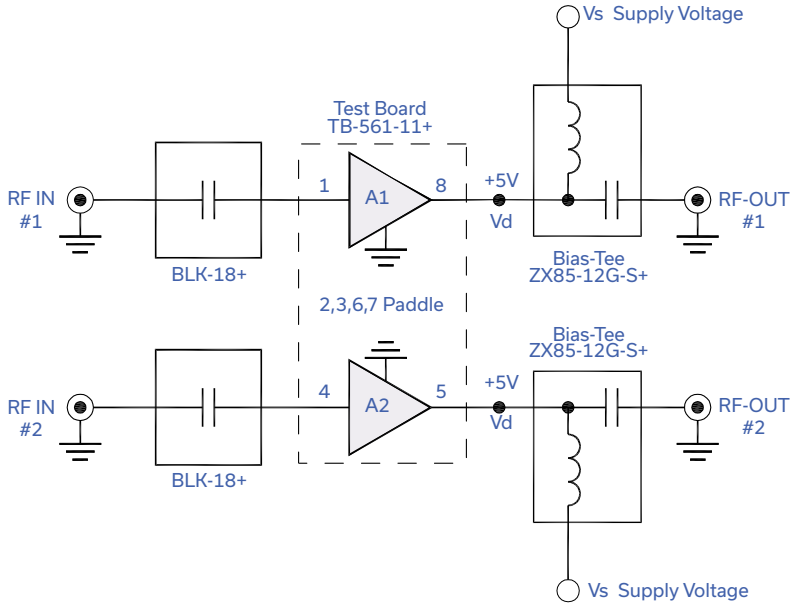 Vs Supply Voltage
Test Board
TB-561-11+
RF IN
#1
1
A1
8
+5V
Vd
RF-OUT
#1
BLK-18+
Bias-Tee
ZX85-12G-S+
2,3,6,7 Paddle
Bias-Tee
ZX85-12G-S+
RF IN
#2
4
A2
5
+5V
Vd
RF-OUT
#2
BLK-18+
Vs Supply Voltage